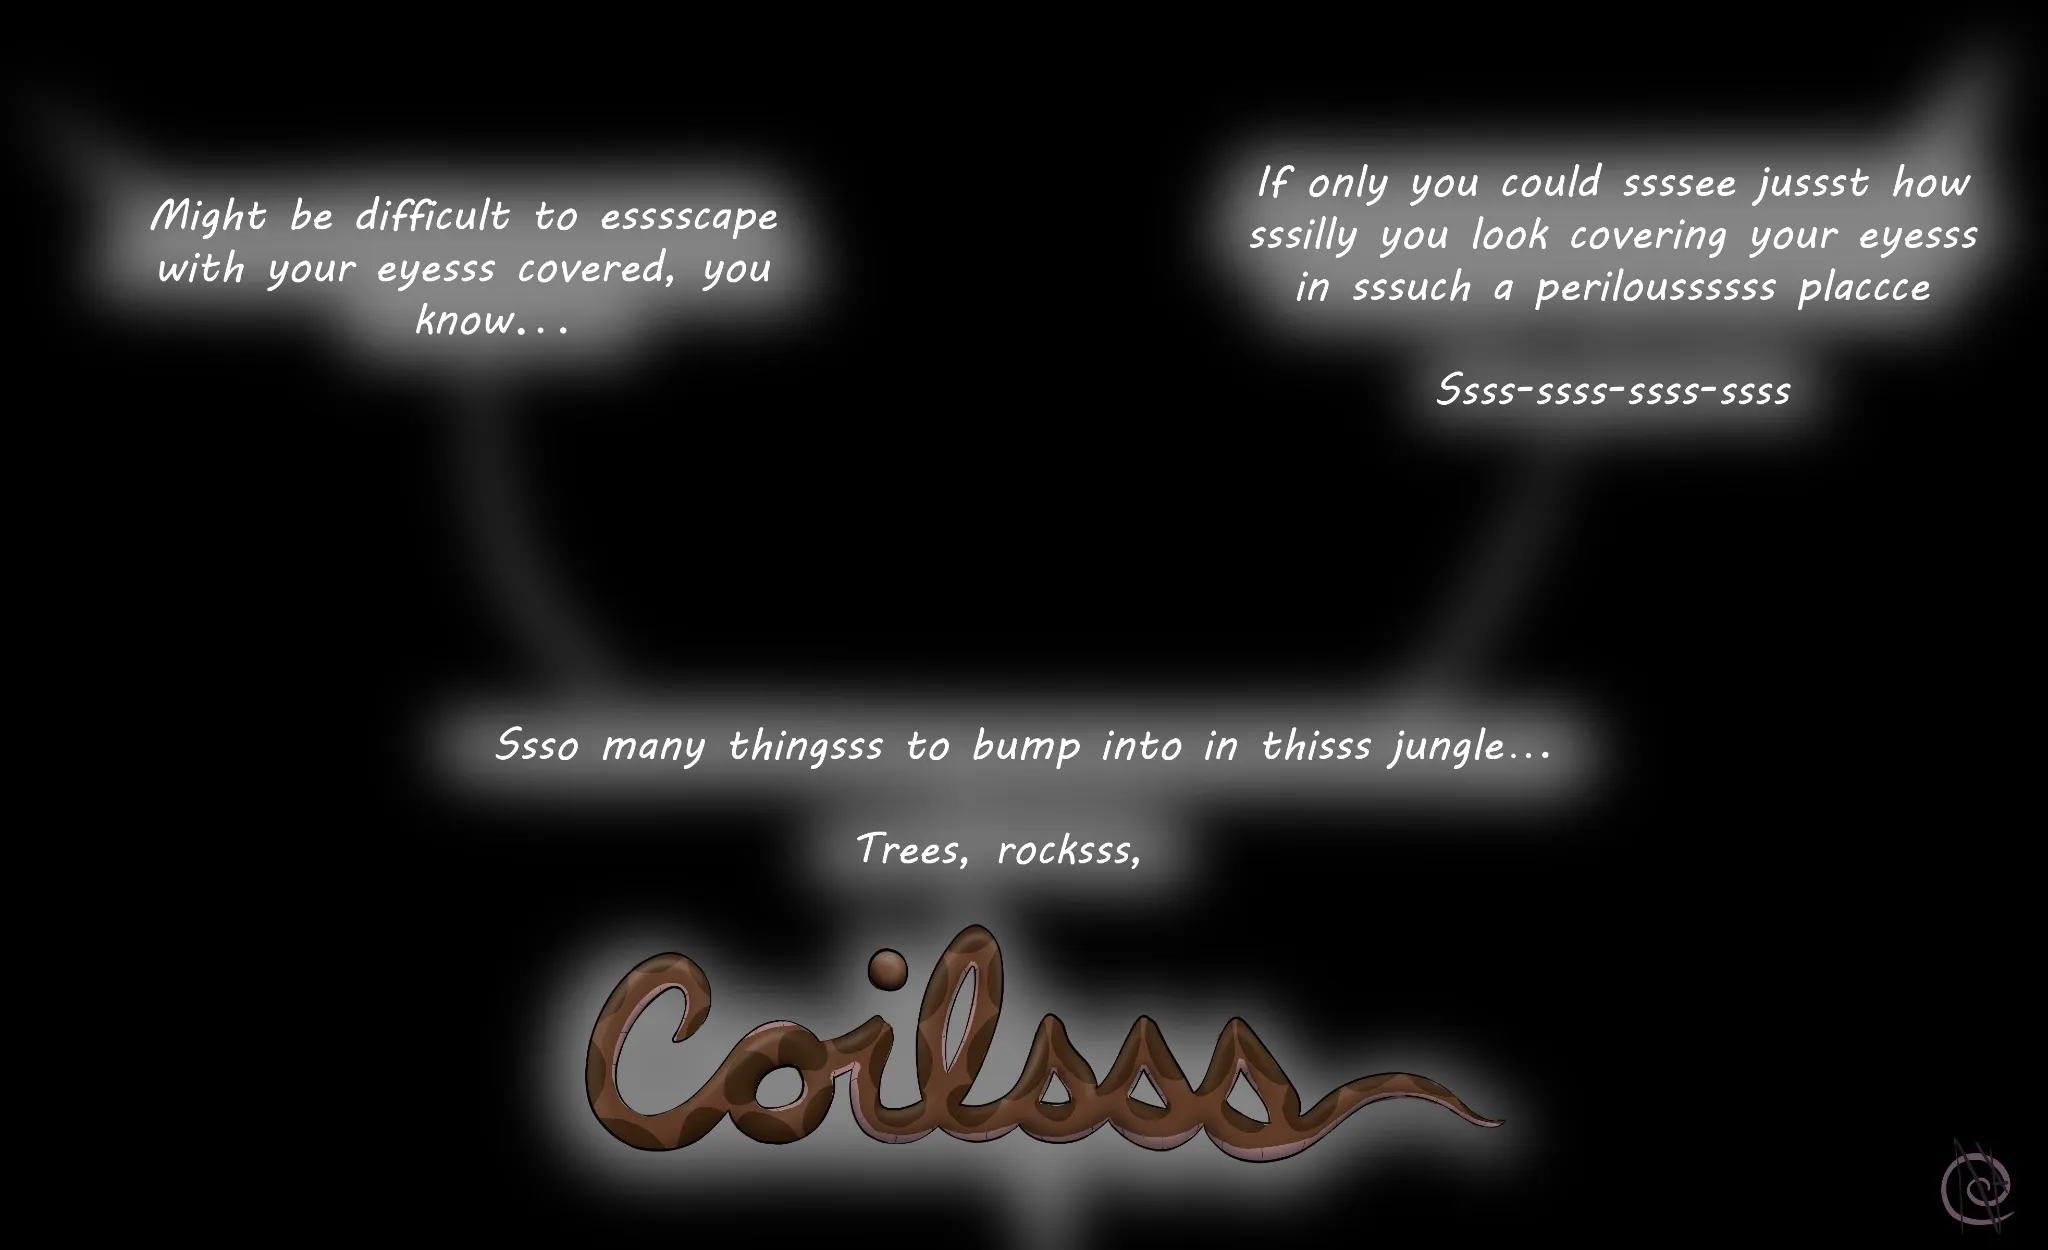 Might be difficult to esssscape
with your eyesss covered, you
know...
If only you could ssssee jussst how
sssilly you look covering your eyesss
in sssuch a periloussssss placcce
Ssss-ssss-ssss-ssss
Ssso many thingsss to bump into in thisss jungle...
Trees, rocksss,
Coilsss